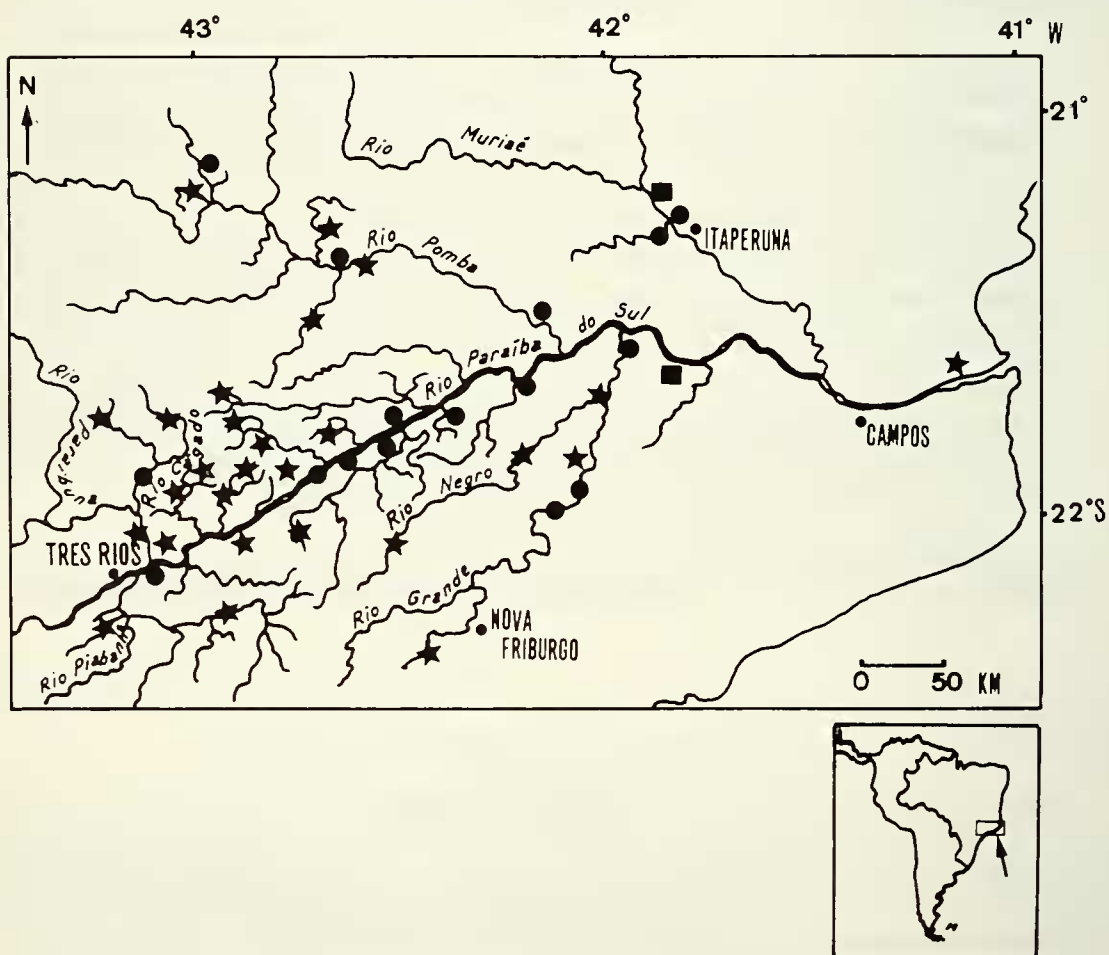 43° 42° 41° W
N
21°
Rio Muriaé
ITAPERUNA
Rio Pomba
Rio Paraíba do Sul
Rio Paraibuna
Rio Cágado
CAMPOS
Rio Negro
22°S
TRES RIOS
Rio Grande
NOVA
FRIBURGO
Rio Piabanha
0 50 KM